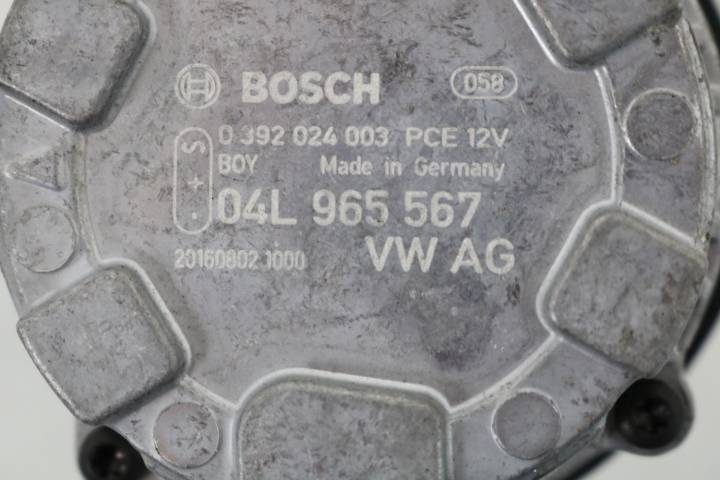 BOSCH 058
0 392 024 003 PCE 12V
BOY Made in Germany
S + -
04L 965 567
20160802 1000 VW AG